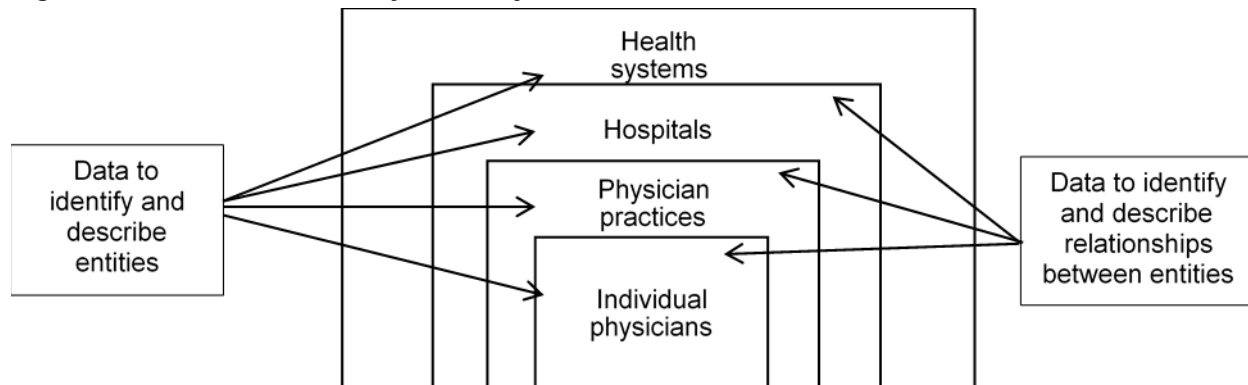 Health
systems
Hospitals
Physician
practices
Individual
physicians
Data to
identify and
describe
entities
Data to identify
and describe
relationships
between entities